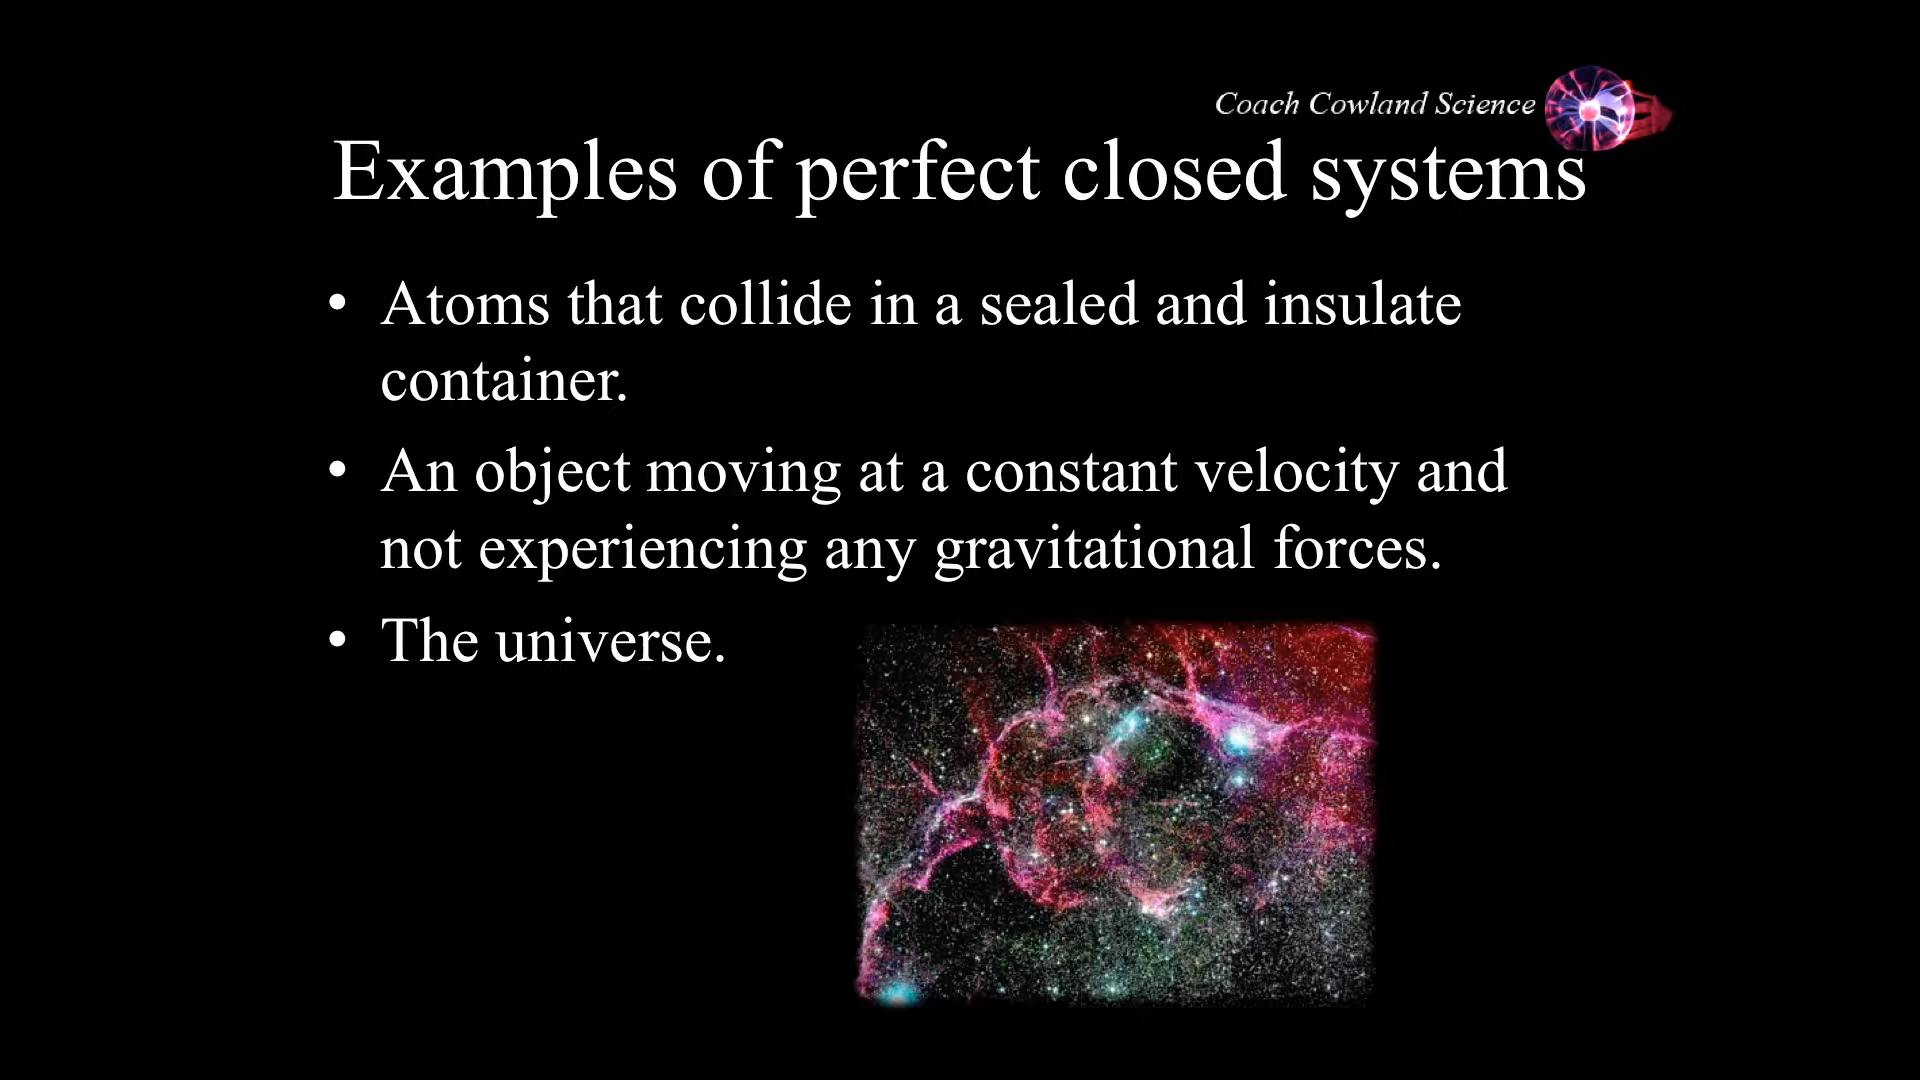 Coach Cowland Science
Examples of perfect closed systems
• Atoms that collide in a sealed and insulate
container.
• An object moving at a constant velocity and
not experiencing any gravitational forces.
• The universe.